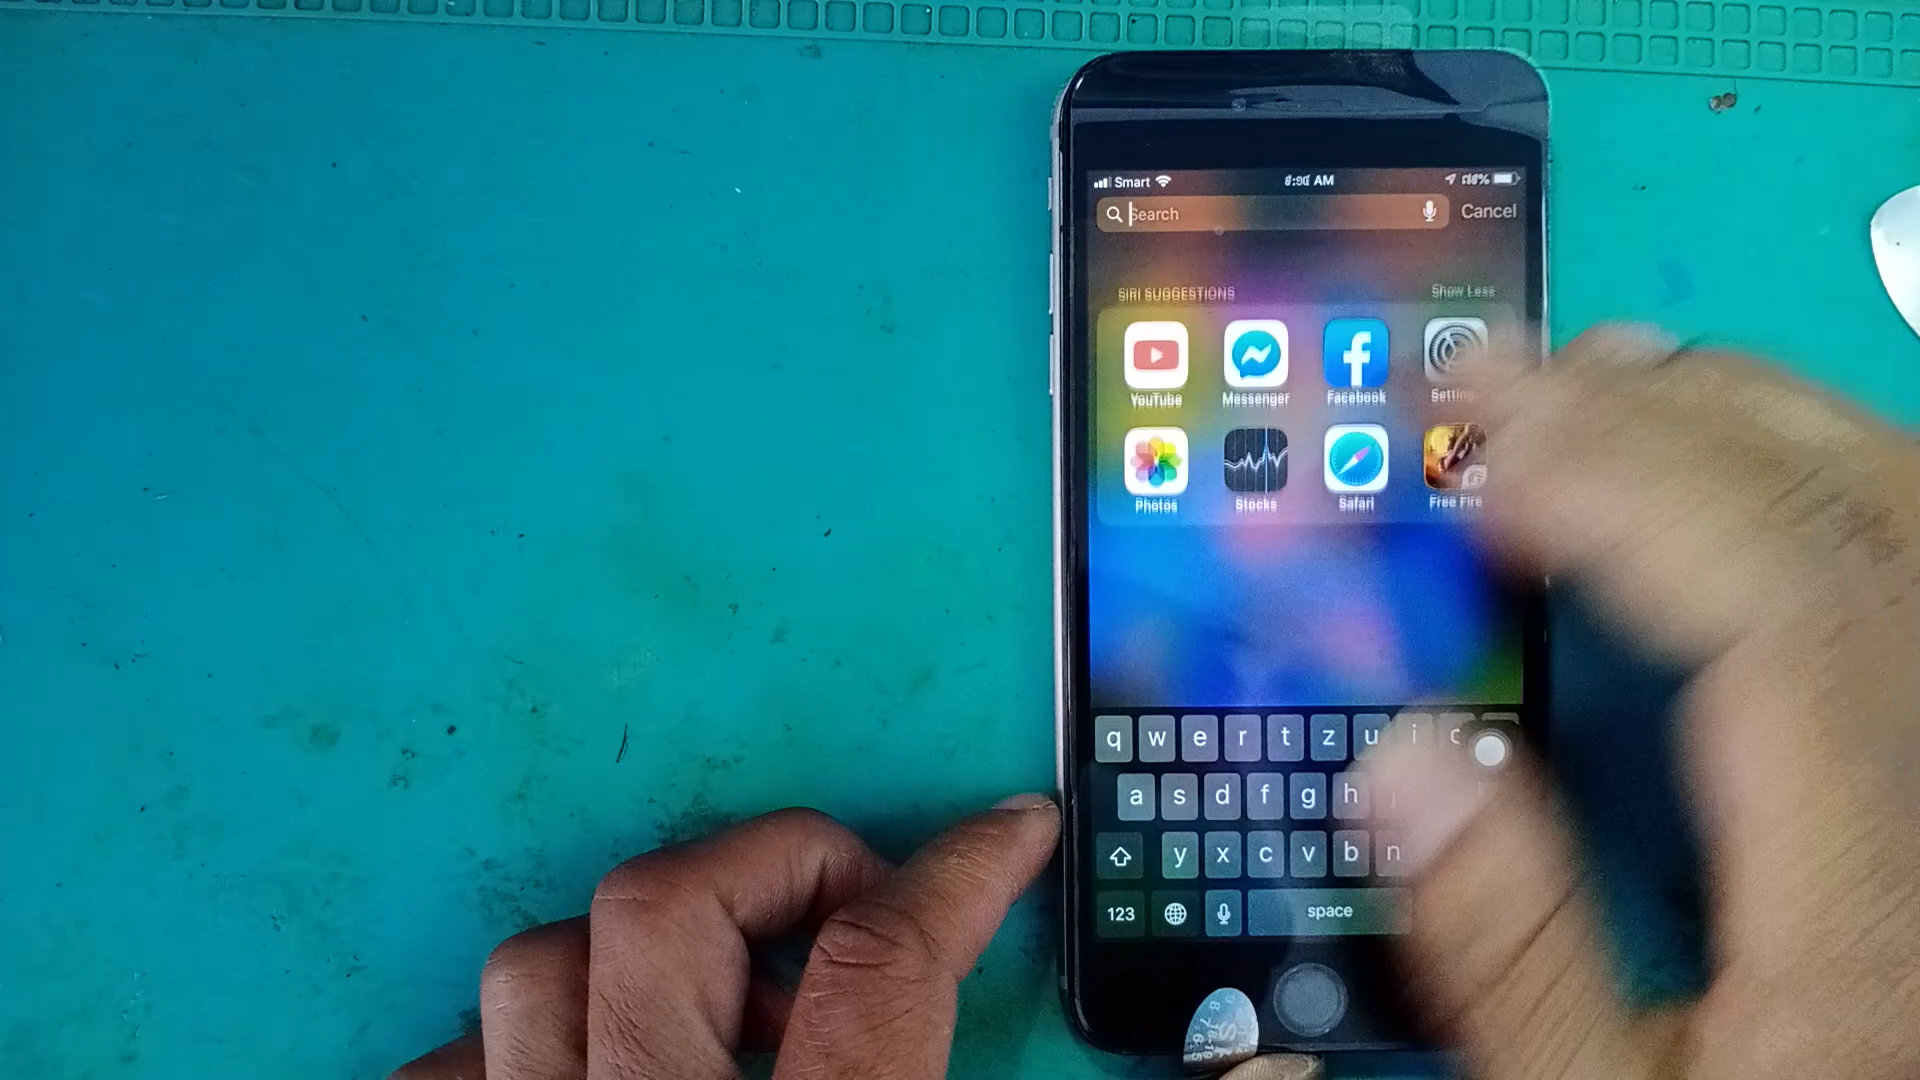 Smart AM
Search Cancel
SIRI SUGGESTIONS Show Less
YouTube Messenger Facebook
Photos Stocks Safari Free Fire
q w e r t z u i
a s d f g h
y x c v b n
123 space